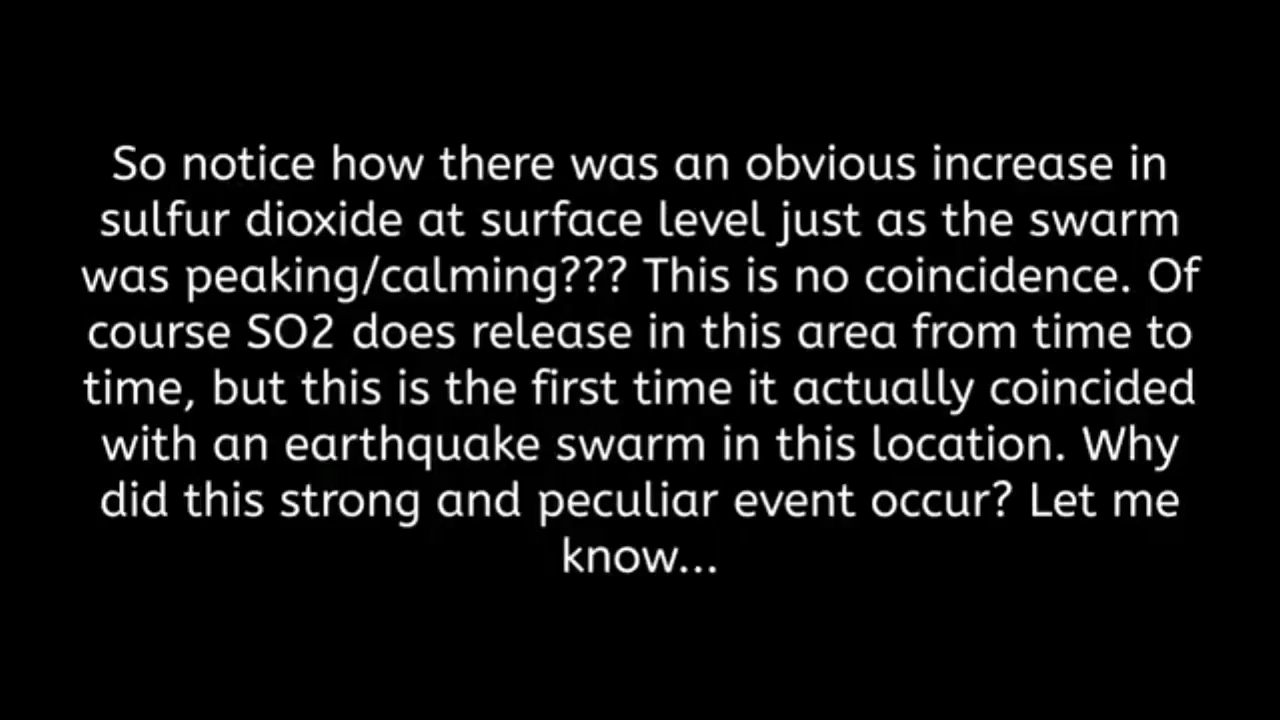 So notice how there was an obvious increase in
sulfur dioxide at surface level just as the swarm
was peaking/calming??? This is no coincidence. Of
course SO2 does release in this area from time to
time, but this is the first time it actually coincided
with an earthquake swarm in this location. Why
did this strong and peculiar event occur? Let me
know...